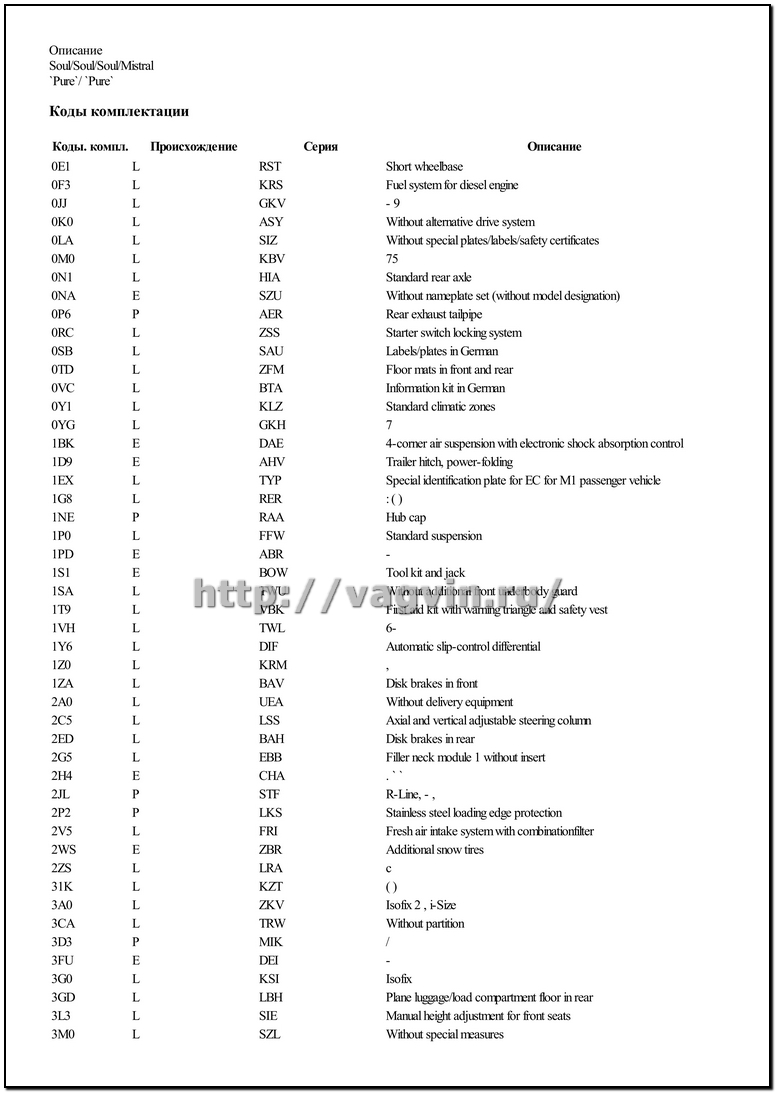 Описание
Soul/Soul/Soul/Mistral
`Pure`/ `Pure`
Коды комплектации
Коды. компл. Происхождение Серия Описание
0E1 L RST Short wheelbase
0F3 L KRS Fuel system for diesel engine
0JJ L GKV - 9
0K0 L ASY Without alternative drive system
0LA L SIZ Without special plates/labels/safety certificates
0M0 L KBV 75
0N1 L HIA Standard rear axle
0NA E SZU Without nameplate set (without model designation)
0P6 P AER Rear exhaust tailpipe
0RC L ZSS Starter switch locking system
0SB L SAU Labels/plates in German
0TD L ZFM Floor mats in front and rear
0VC L BTA Information kit in German
0Y1 L KLZ Standard climatic zones
0YG L GKH 7
1BK E DAE 4-corner air suspension with electronic shock absorption control
1D9 E AHV Trailer hitch, power-folding
1EX L TYP Special identification plate for EC for M1 passenger vehicle
1G8 L RER : ( )
1NE P RAA Hub cap
1P0 L FFW Standard suspension
1PD E ABR -
1S1 E BOW Tool kit and jack
1SA L TWU Without additional front underbody guard
http://vagvin.ru/
1T9 L VBK First aid kit with warning triangle and safety vest
1VH L TWL 6-
1Y6 L DIF Automatic slip-control differential
1Z0 L KRM ,
1ZA L BAV Disk brakes in front
2A0 L UEA Without delivery equipment
2C5 L LSS Axial and vertical adjustable steering column
2ED L BAH Disk brakes in rear
2G5 L EBB Filler neck module 1 without insert
2H4 E CHA . ` `
2JL P STF R-Line, - ,
2P2 P LKS Stainless steel loading edge protection
2V5 L FRI Fresh air intake system with combinationfilter
2WS E ZBR Additional snow tires
2ZS L LRA c
31K L KZT ( )
3A0 L ZKV Isofix 2 , i-Size
3CA L TRW Without partition
3D3 P MIK /
3FU E DEI -
3G0 L KSI Isofix
3GD L LBH Plane luggage/load compartment floor in rear
3L3 L SIE Manual height adjustment for front seats
3M0 L SZL Without special measures